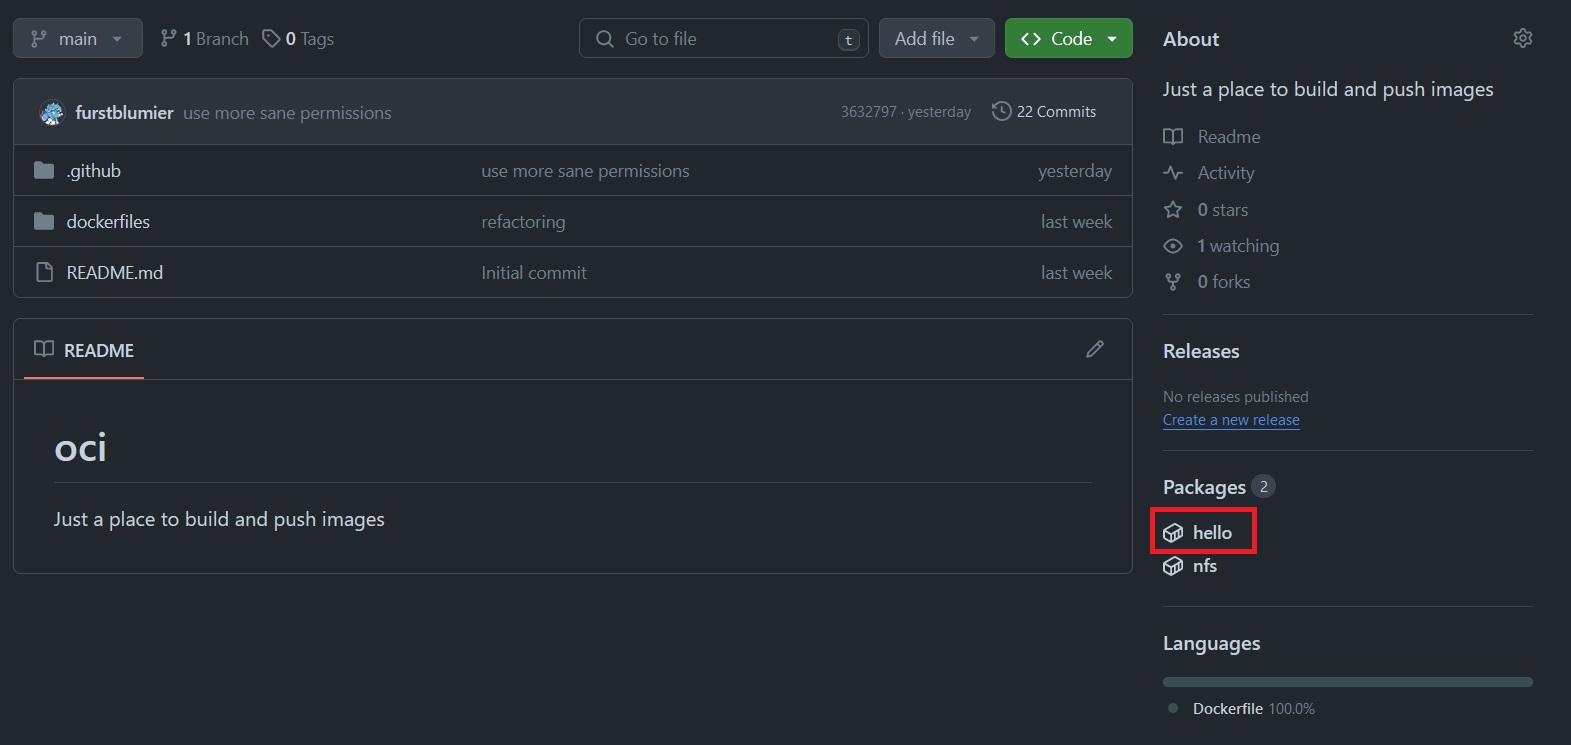 main 1 Branch 0 Tags Go to file t Add file <> Code
furstblumier use more sane permissions 3632797 · yesterday 22 Commits
.github use more sane permissions yesterday
dockerfiles refactoring last week
README.md Initial commit last week
README
oci
Just a place to build and push images
About
Just a place to build and push images
Readme
Activity
0 stars
1 watching
0 forks
Releases
No releases published
Create a new release
Packages 2
hello
nfs
Languages
Dockerfile 100.0%